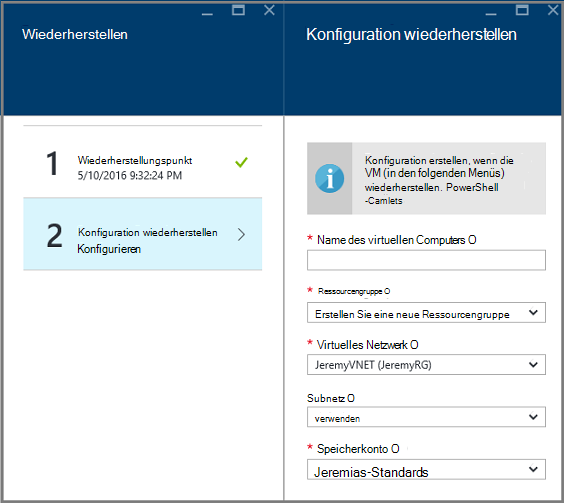 Wiederherstellen
1
Wiederherstellungspunkt
5/10/2016 9:32:24 PM
2
Konfiguration wiederherstellen
Konfigurieren
Konfiguration wiederherstellen
i
Konfiguration erstellen, wenn die
VM (in den folgenden Menüs)
wiederherstellen. PowerShell
-Camlets
* Name des virtuellen Computers O
* Ressourcengruppe O
Erstellen Sie eine neue Ressourcengruppe
* Virtuelles Netzwerk O
JeremyVNET (JeremyRG)
Subnetz O
verwenden
* Speicherkonto O
Jeremias-Standards